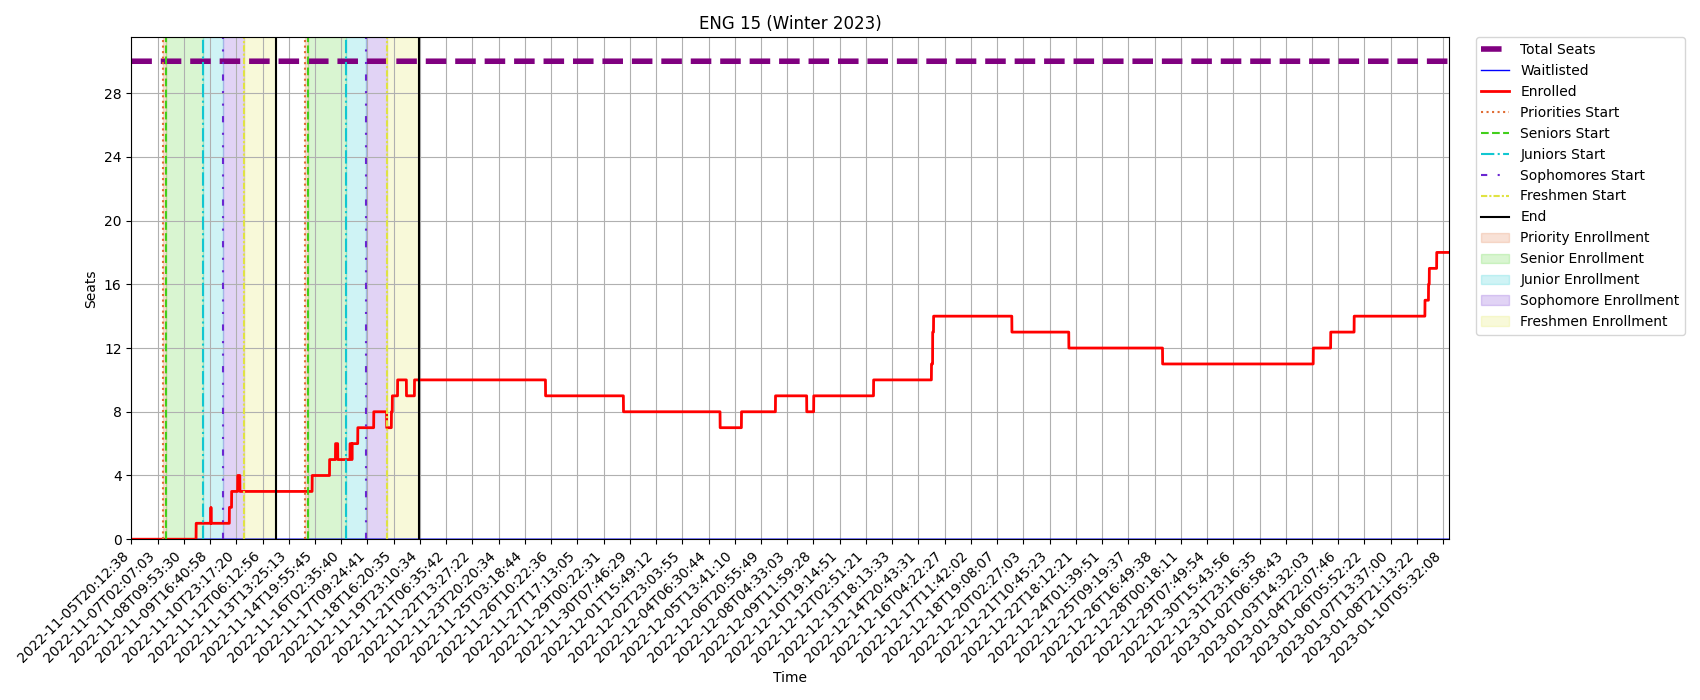 ENG 15 (Winter 2023)
Seats
28
24
20
16
12
8
4
0
2022-11-05T20:12:38
2022-11-07T02:07:03
2022-11-08T09:53:30
2022-11-09T16:40:58
2022-11-10T23:17:20
2022-11-12T06:12:56
2022-11-13T13:25:13
2022-11-14T19:55:45
2022-11-16T02:35:40
2022-11-17T09:24:41
2022-11-18T16:20:35
2022-11-19T23:10:34
2022-11-21T06:35:42
2022-11-22T13:27:22
2022-11-23T20:20:34
2022-11-25T03:18:44
2022-11-26T10:22:36
2022-11-27T17:13:05
2022-11-29T00:22:31
2022-11-30T07:46:29
2022-12-01T15:49:12
2022-12-02T23:03:55
2022-12-04T06:30:44
2022-12-05T13:41:10
2022-12-06T20:55:49
2022-12-08T04:33:03
2022-12-09T11:59:28
2022-12-10T19:14:51
2022-12-12T02:51:21
2022-12-13T18:13:33
2022-12-14T20:43:31
2022-12-16T04:22:27
2022-12-17T11:42:02
2022-12-18T19:08:07
2022-12-20T02:27:03
2022-12-21T10:45:23
2022-12-22T18:12:21
2022-12-24T01:39:51
2022-12-25T09:19:37
2022-12-26T16:49:38
2022-12-28T00:18:11
2022-12-29T07:49:54
2022-12-30T15:43:56
2022-12-31T23:16:35
2023-01-02T06:58:43
2023-01-03T14:32:03
2023-01-04T22:07:46
2023-01-06T05:52:22
2023-01-07T13:37:00
2023-01-08T21:13:22
2023-01-10T05:32:08
Time
Total Seats
Waitlisted
Enrolled
Priorities Start
Seniors Start
Juniors Start
Sophomores Start
Freshmen Start
End
Priority Enrollment
Senior Enrollment
Junior Enrollment
Sophomore Enrollment
Freshmen Enrollment